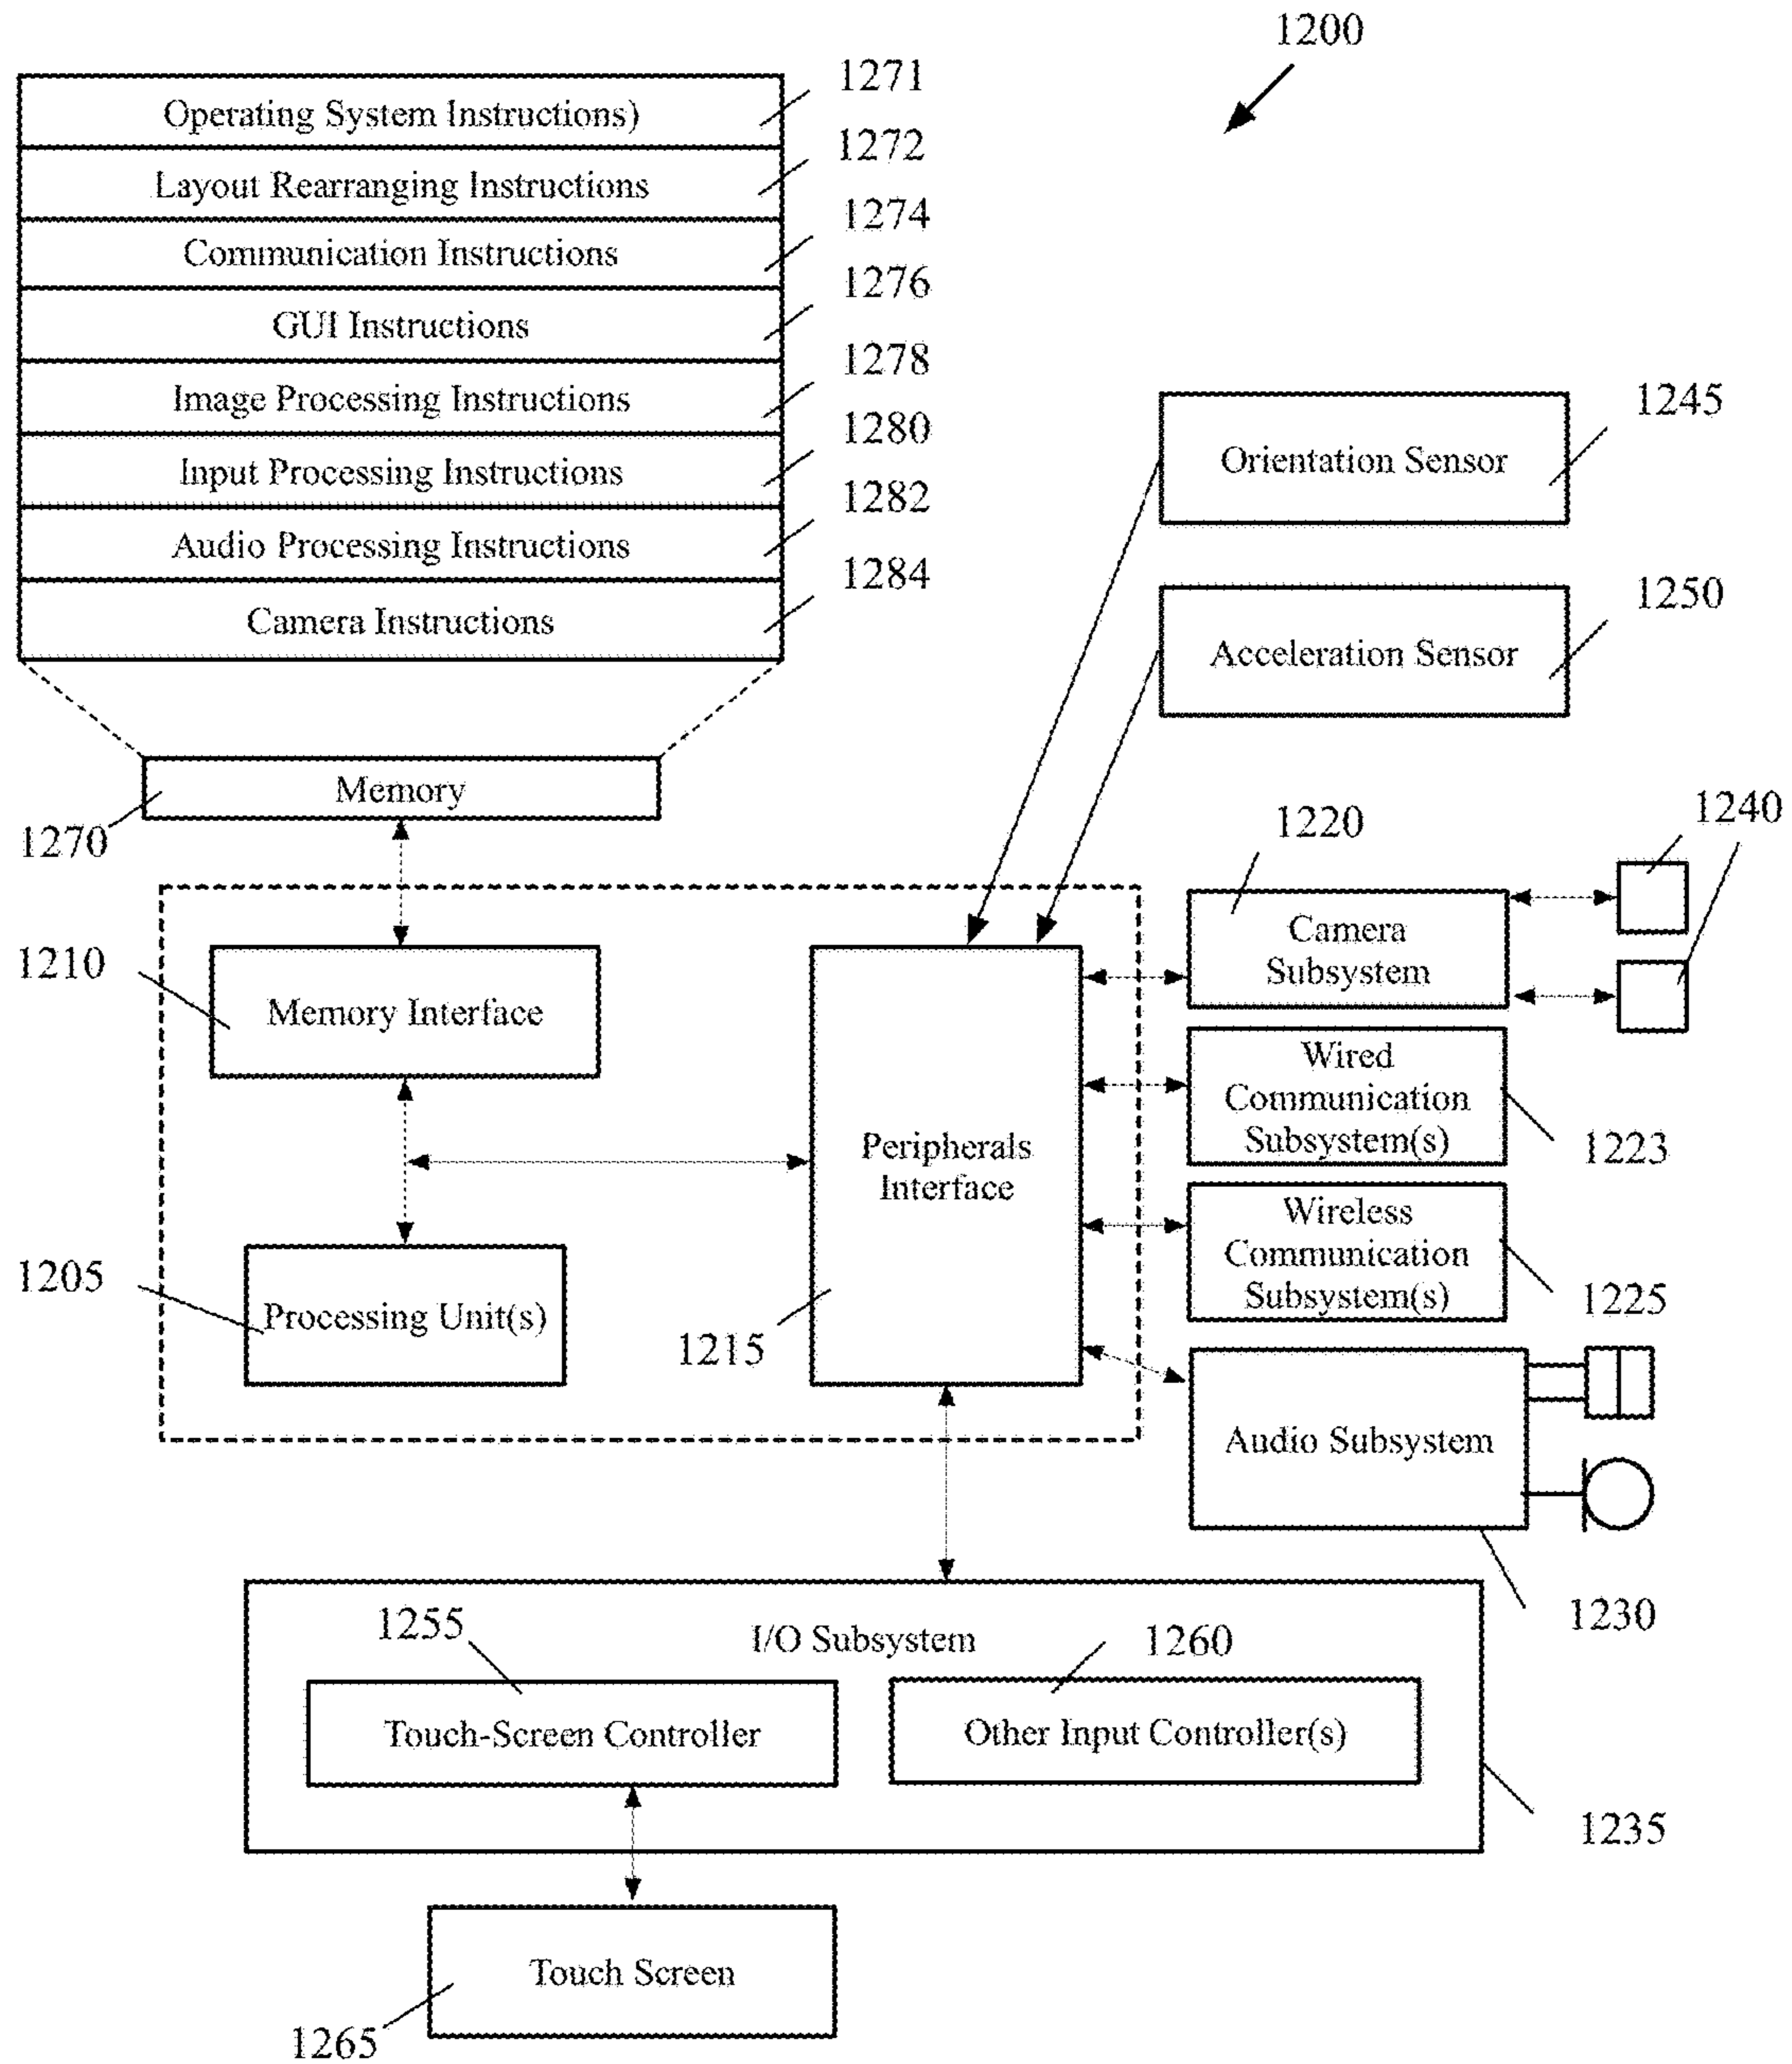 1200
Operating System Instructions)
1271
Layout Rearranging Instructions
1272
Communication Instructions
1274
GUI Instructions
1276
Image Processing Instructions
1278
Input Processing Instructions
1280
Audio Processing Instructions
1282
Camera Instructions
1284
Orientation Sensor
1245
Acceleration Sensor
1250
Memory
1270
1220
1240
Camera
Subsystem
1210
Memory Interface
Wired
Communication
Subsystem(s)
1223
Peripherals
Interface
1215
Wireless
Communication
Subsystem(s)
1225
1205
Processing Unit(s)
Audio Subsystem
1230
I/O Subsystem
1255
1260
Touch-Screen Controller
Other Input Controller(s)
1235
Touch Screen
1265